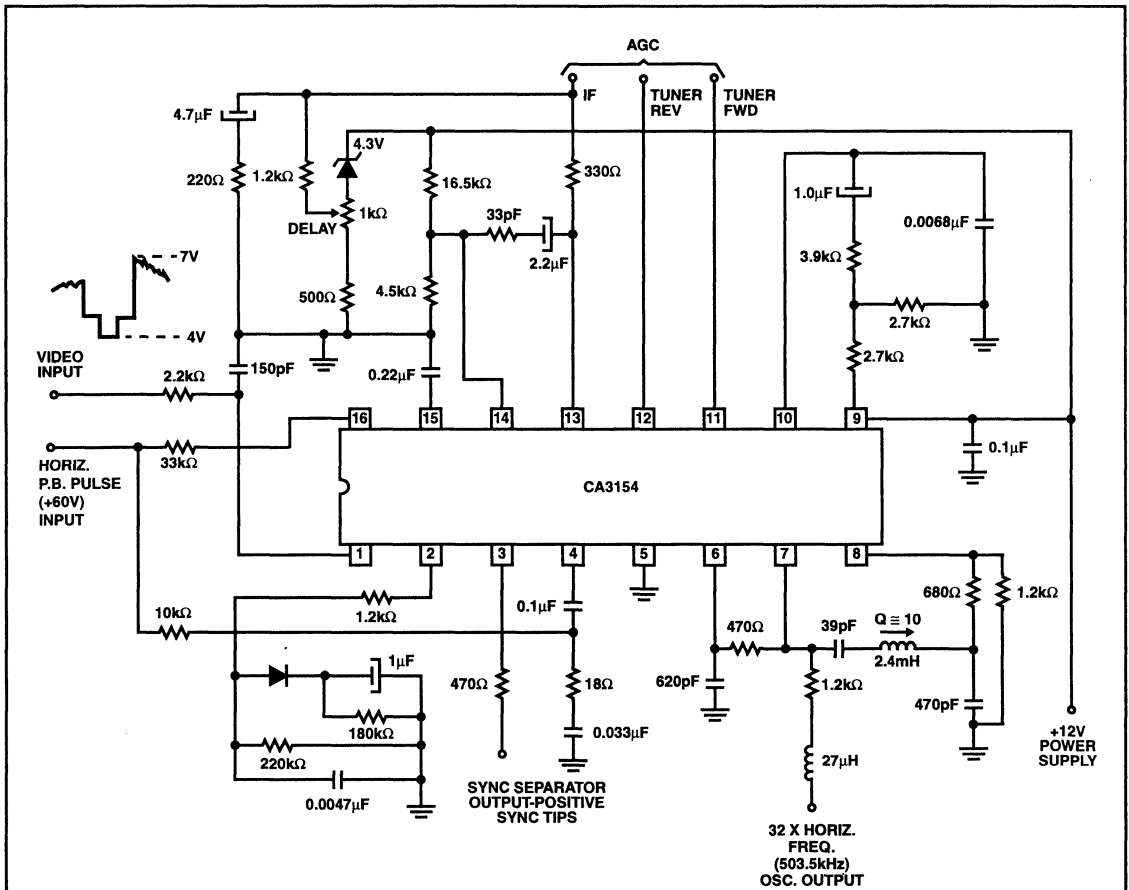 AGC
IF
TUNER
REV
TUNER
FWD
4.7μF
4.3V
220Ω
1.2kΩ
16.5kΩ
330Ω
1.0μF
0.0068μF
1kΩ
DELAY
33pF
2.2μF
3.9kΩ
7V
500Ω
4.5kΩ
2.7kΩ
4V
2.7kΩ
VIDEO
INPUT
150pF
0.22μF
2.2kΩ
16
15
14
13
12
11
10
9
33kΩ
0.1μF
HORIZ.
P.B. PULSE
(+60V)
INPUT
CA3154
1
2
3
4
5
6
7
8
10kΩ
1.2kΩ
0.1μF
680Ω
1.2kΩ
470Ω
39pF
Q ≅ 10
2.4mH
1μF
470Ω
18Ω
620pF
1.2kΩ
470pF
180kΩ
220kΩ
0.033μF
0.0047μF
27μH
+12V
POWER
SUPPLY
SYNC SEPARATOR
OUTPUT-POSITIVE
SYNC TIPS
32 X HORIZ.
FREQ.
(503.5kHz)
OSC. OUTPUT